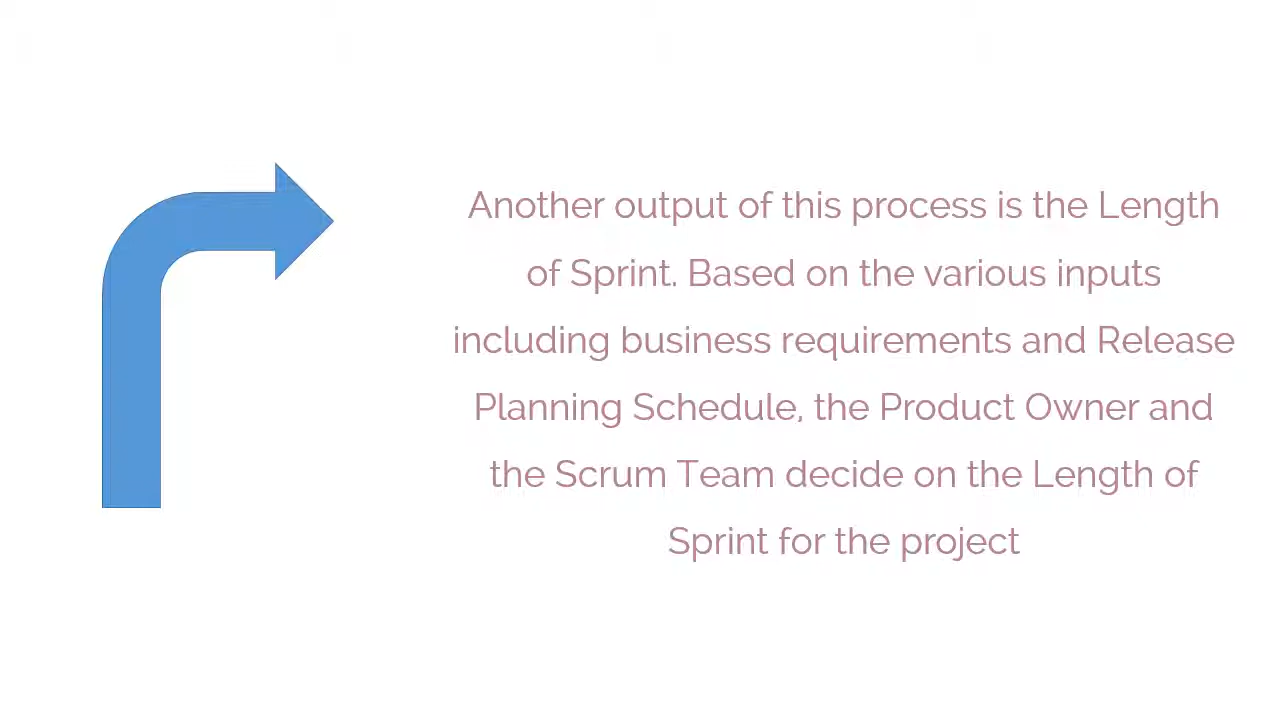 Another output of this process is the Length
of Sprint. Based on the various inputs
including business requirements and Release
Planning Schedule, the Product Owner and
the Scrum Team decide on the Length of
Sprint for the project